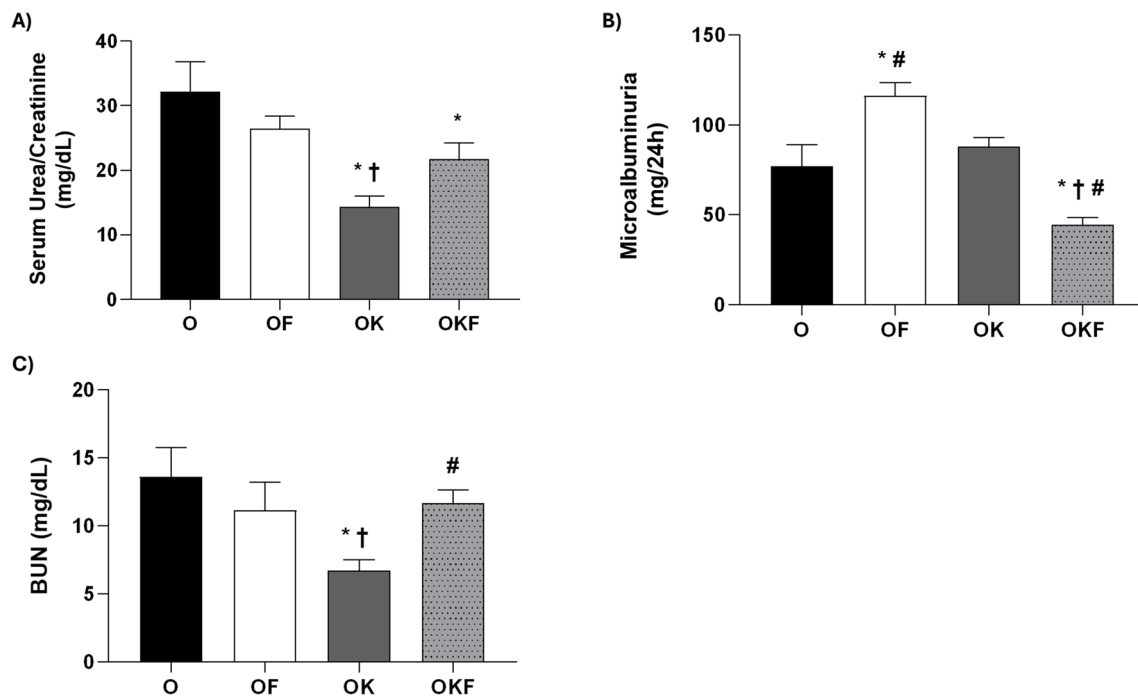 A)
Serum Urea/Creatinine
(mg/dL)
40
30
20
10
0
* †
*
O OF OK OKF
B)
Microalbuminuria
(mg/24h)
150
100
50
0
* #
* † #
O OF OK OKF
C)
BUN (mg/dL)
20
15
10
5
0
* †
#
O OF OK OKF